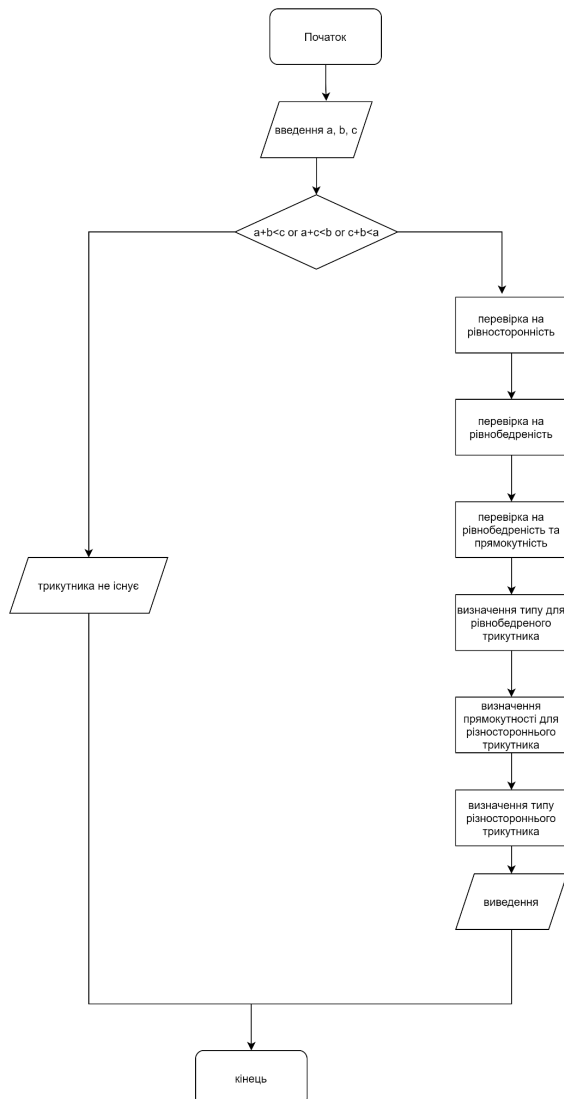 Початок
введення a, b, c
a+b<c or a+c<b or c+b<a
перевірка на
рівносторонність
перевірка на
рівнобедреність
перевірка на
рівнобедреність та
прямокутність
трикутника не існує
визначення типу для
рівнобедреного
трикутника
визначення
прямокутності для
різностороннього
трикутника
визначення типу
різностороннього
трикутника
виведення
кінець